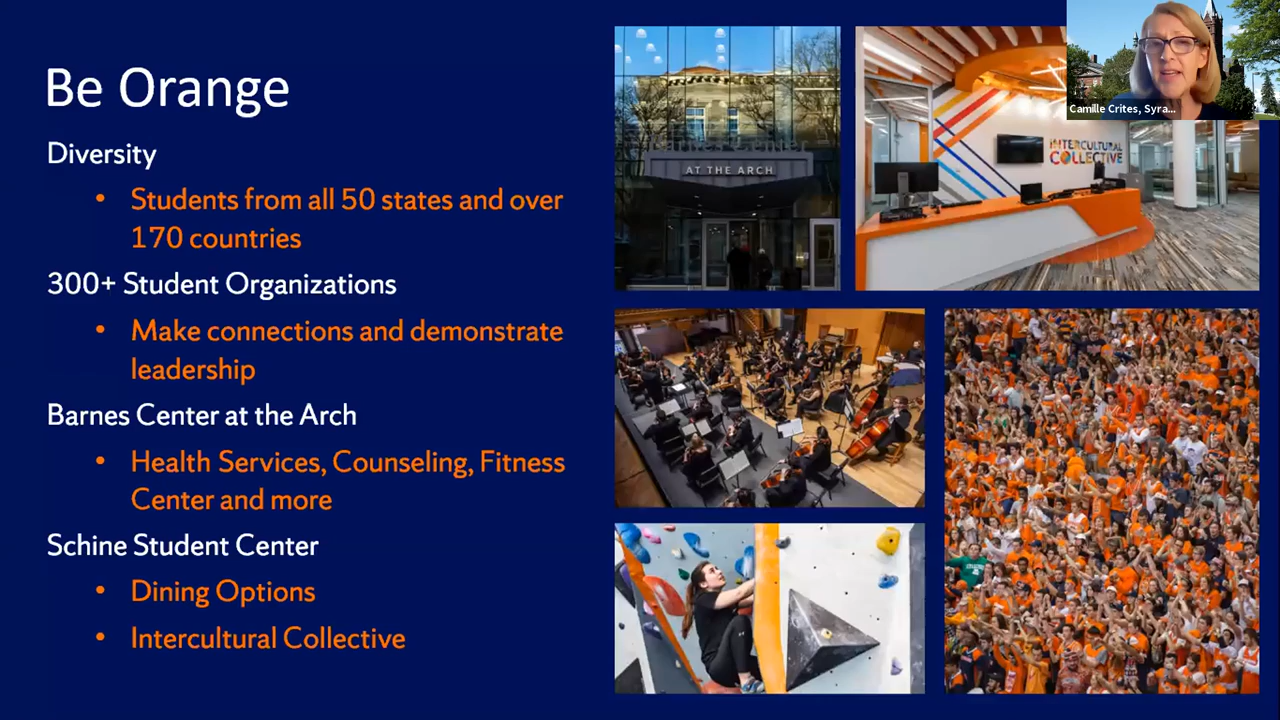 Be Orange
Diversity
• Students from all 50 states and over
170 countries
300+ Student Organizations
• Make connections and demonstrate
leadership
Barnes Center at the Arch
• Health Services, Counseling, Fitness
Center and more
Schine Student Center
• Dining Options
• Intercultural Collective
AT THE ARCH
INTERCULTURAL
COLLECTIVE
Camille Crites, Syra...